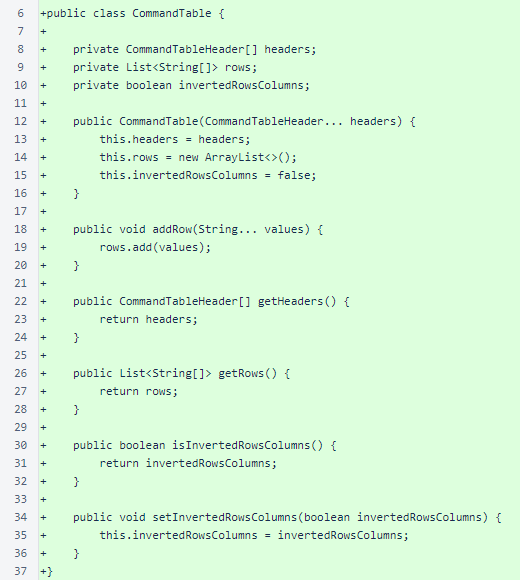 6 +public class CommandTable {
7 +
8 +    private CommandTableHeader[] headers;
9 +    private List<String[]> rows;
10 +    private boolean invertedRowsColumns;
11 +
12 +    public CommandTable(CommandTableHeader... headers) {
13 +        this.headers = headers;
14 +        this.rows = new ArrayList<>();
15 +        this.invertedRowsColumns = false;
16 +    }
17 +
18 +    public void addRow(String... values) {
19 +        rows.add(values);
20 +    }
21 +
22 +    public CommandTableHeader[] getHeaders() {
23 +        return headers;
24 +    }
25 +
26 +    public List<String[]> getRows() {
27 +        return rows;
28 +    }
29 +
30 +    public boolean isInvertedRowsColumns() {
31 +        return invertedRowsColumns;
32 +    }
33 +
34 +    public void setInvertedRowsColumns(boolean invertedRowsColumns) {
35 +        this.invertedRowsColumns = invertedRowsColumns;
36 +    }
37 +}